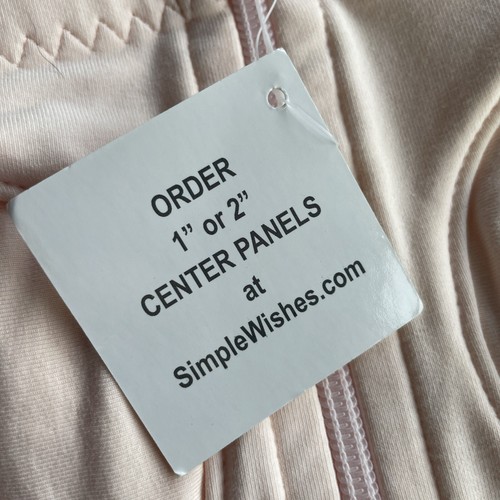 ORDER
1” or 2”
CENTER PANELS
at
SimpleWishes.com